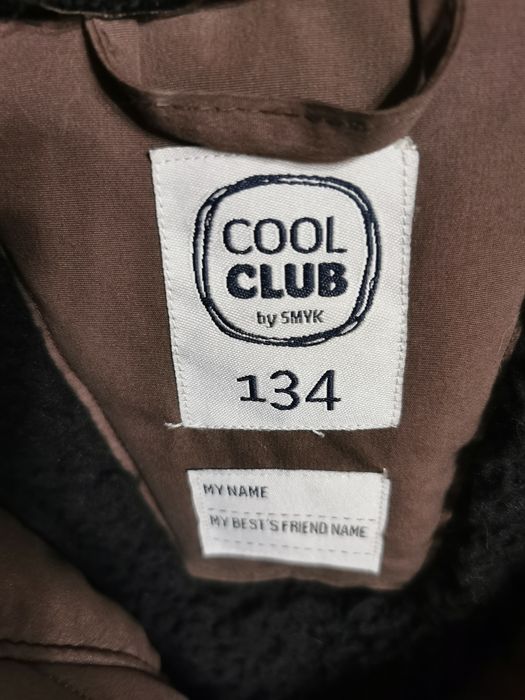 COOL
CLUB
by SMYK
134
MY NAME
MY BEST'S FRIEND NAME